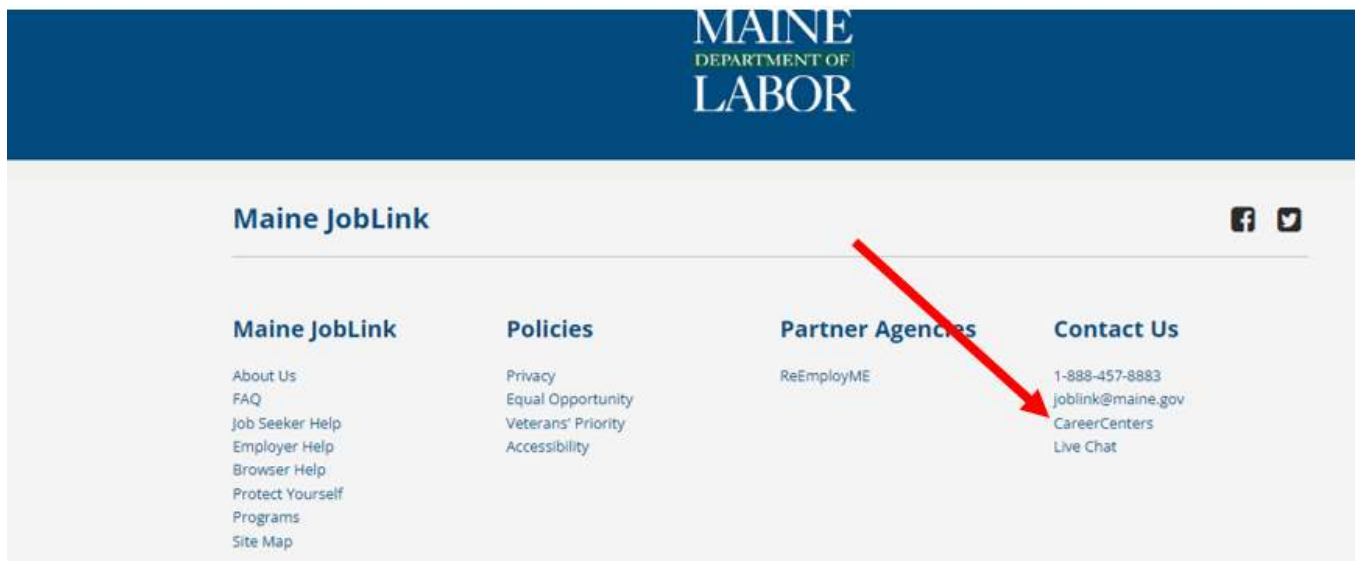 MAINE
DEPARTMENT OF
LABOR
Maine JobLink
Maine JobLink
About Us
FAQ
Job Seeker Help
Employer Help
Browser Help
Protect Yourself
Programs
Site Map
Policies
Privacy
Equal Opportunity
Veterans' Priority
Accessibility
Partner Agencies
ReEmployME
Contact Us
1-888-457-8883
joblink@maine.gov
CareerCenters
Live Chat